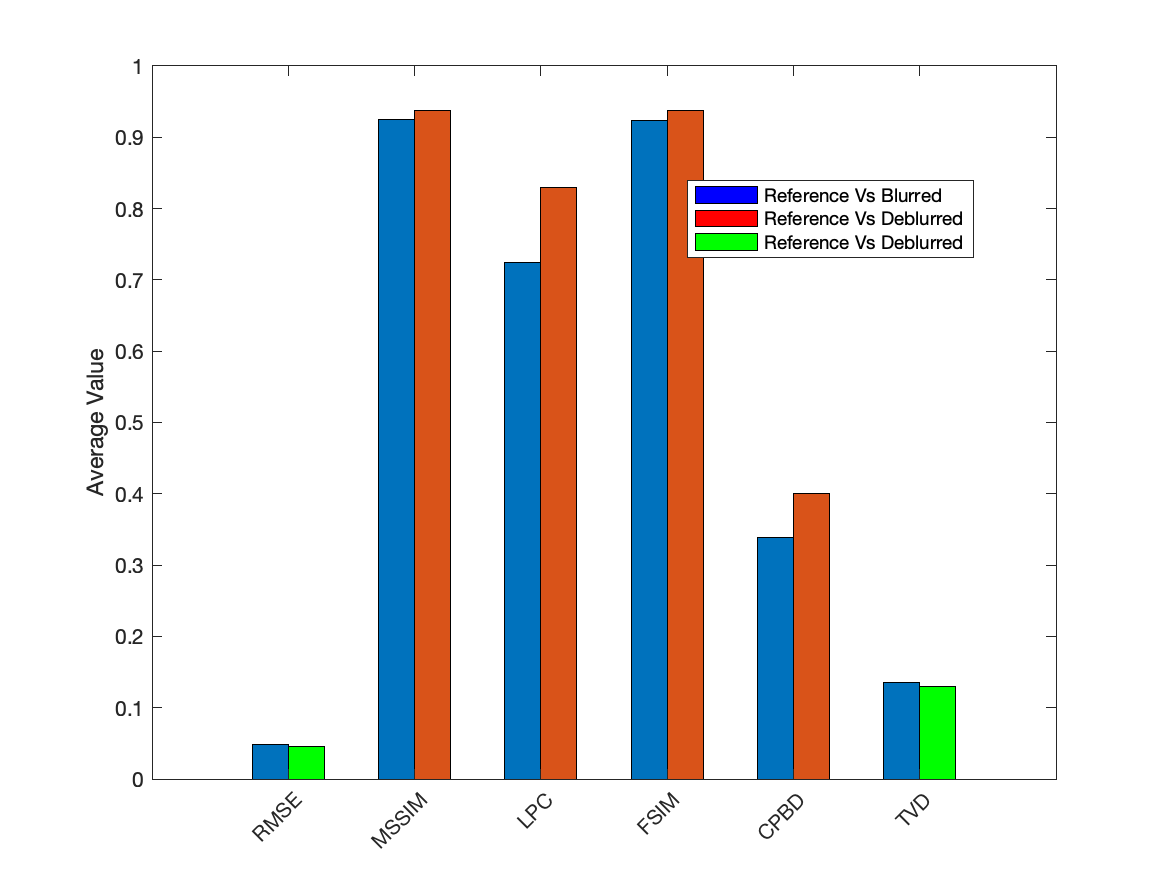 1
0.9
0.8
0.7
0.6
0.5
0.4
0.3
0.2
0.1
0
Average Value
Reference Vs Blurred
Reference Vs Deblurred
Reference Vs Deblurred
RMSE
MSSIM
LPC
FSIM
CPBD
TVD